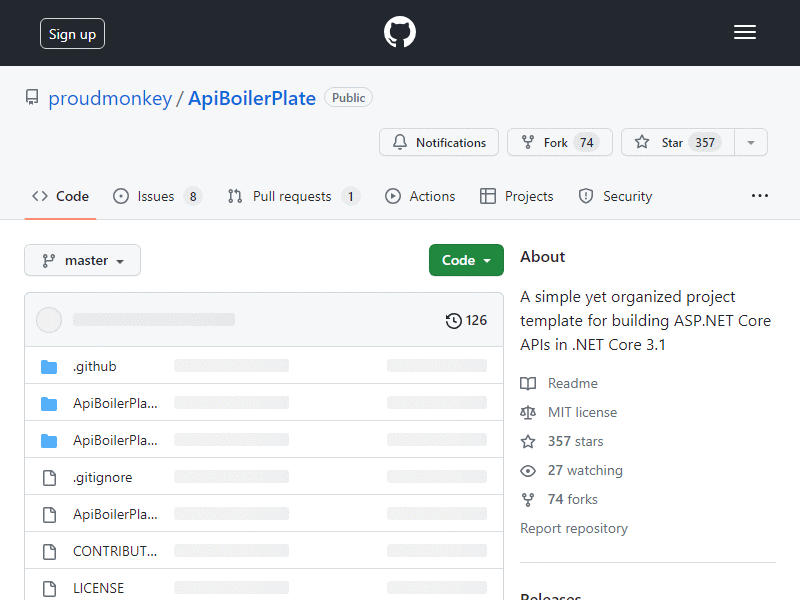 Sign up
proudmonkey / ApiBoilerPlate Public
Notifications Fork 74 Star 357
Code Issues 8 Pull requests 1 Actions Projects Security
master Code
126
.github
ApiBoilerPla...
ApiBoilerPla...
.gitignore
ApiBoilerPla...
CONTRIBUT...
LICENSE
About
A simple yet organized project
template for building ASP.NET Core
APIs in .NET Core 3.1
Readme
MIT license
357 stars
27 watching
74 forks
Report repository
Releases